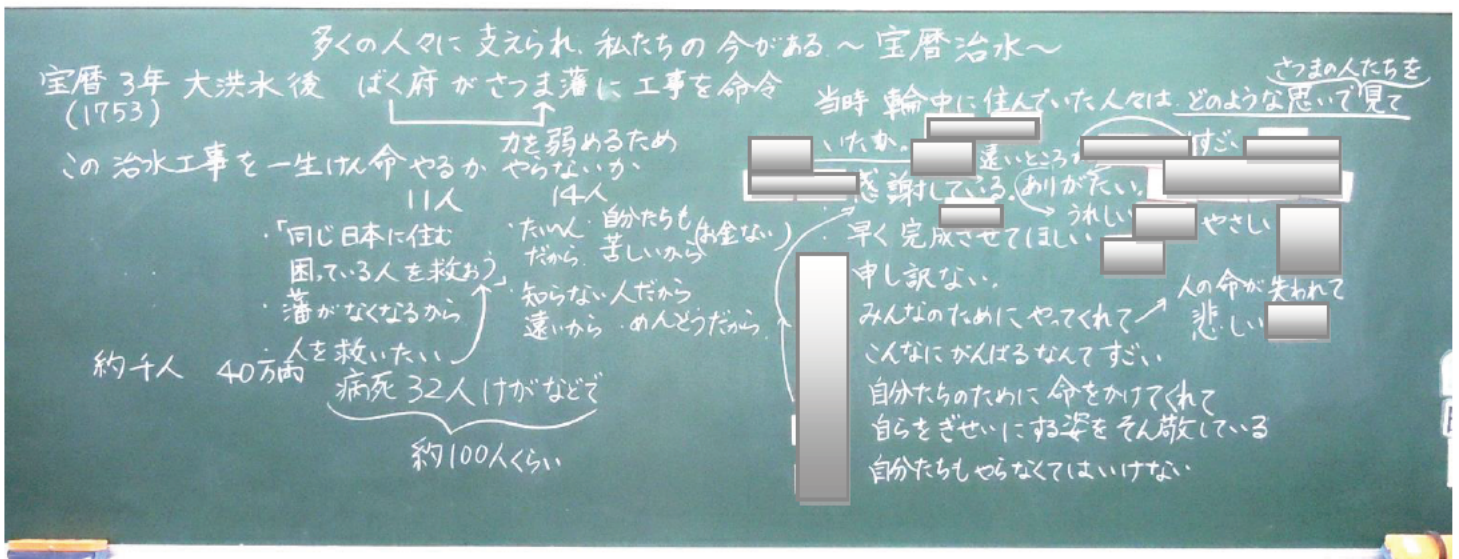 多くの人々に支えられ、私たちの今がある ～宝暦治水～
宝暦3年 大洪水後 ばく府がさつま藩に工事を命令
(1753)
力を弱めるため
この治水工事を一生けん命やるか やらないか
11人
14人
・「同じ日本に住む
困っている人を救おう」
・藩がなくなるから
人を救いたい
・たいへん
だから
・自分たちも
苦しいから
(お金ない)
・知らない人だから
遠いから ・めんどうだから
約千人 40万両
病死32人 けがなどで
約100人くらい
さつまの人たちを
当時 輪中に住んでいた人々は、どのような思いで見て
いたか。
遠いところ
すごい
感謝している。ありがたい。
うれしい
やさしい
・早く完成させてほしい
申し訳ない。
人の命が失われて
悲しい
みんなのためにやってくれて
こんなにがんばるなんてすごい
自分たちのために命をかけてくれて
自らをぎせいにする姿をそん敬している
自分たちもやらなくてはいけない